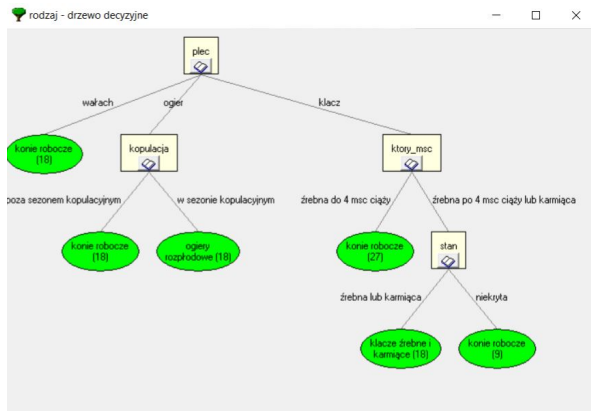 rodzaj - drzewo decyzyjne
plec
wałach
ogier
klacz
konie robocze
(18)
kopulacja
ktory_msc
poza sezonem kopulacyjnym
w sezonie kopulacyjnym
źrebna do 4 msc ciąży
źrebna po 4 msc ciąży lub karmiąca
konie robocze
(18)
ogiery
rozpłodowe (18)
konie robocze
(27)
stan
źrebna lub karmiąca
niekryta
klacze źrebne i
karmiące (18)
konie robocze
(9)